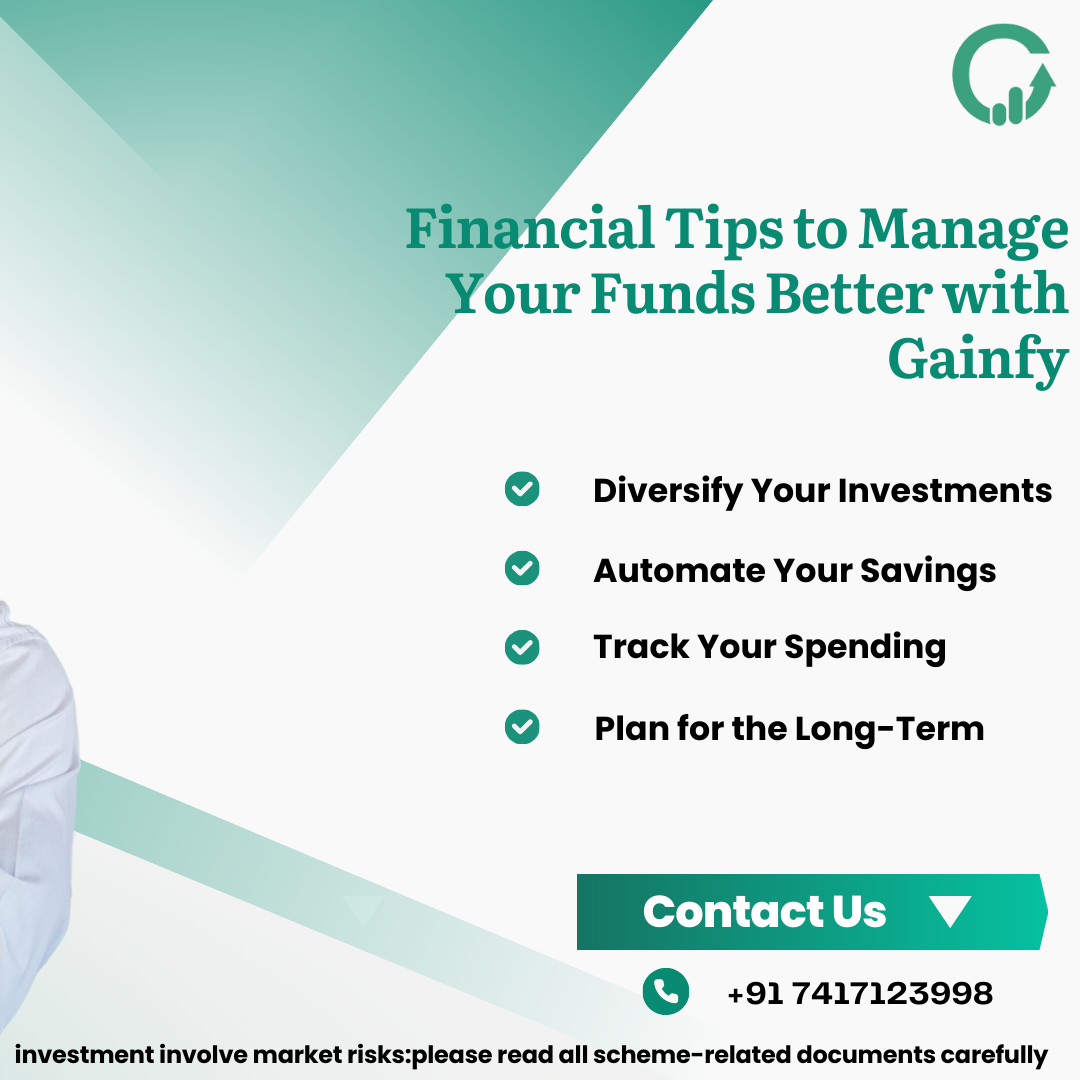 Financial Tips to Manage
Your Funds Better with
Gainfy
Diversify Your Investments
Automate Your Savings
Track Your Spending
Plan for the Long-Term
Contact Us
+91 7417123998
investment involve market risks:please read all scheme-related documents carefully